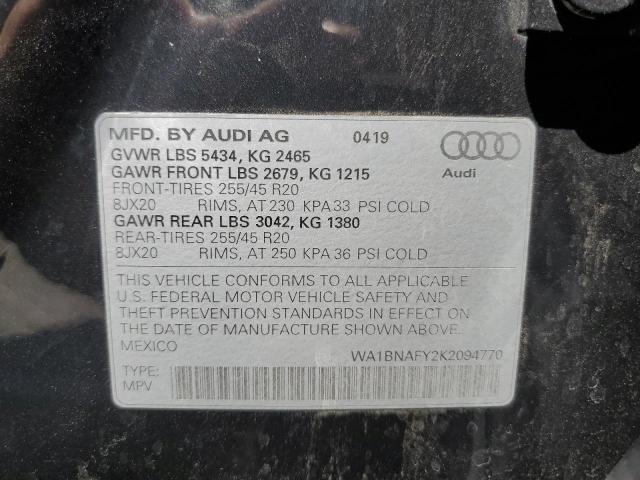 MFD. BY AUDI AG 0419
GVWR LBS 5434, KG 2465
GAWR FRONT LBS 2679, KG 1215
FRONT-TIRES 255/45 R20
8JX20 RIMS, AT 230 KPA 33 PSI COLD
GAWR REAR LBS 3042, KG 1380
REAR-TIRES 255/45 R20
8JX20 RIMS, AT 250 KPA 36 PSI COLD
Audi
THIS VEHICLE CONFORMS TO ALL APPLICABLE
U.S. FEDERAL MOTOR VEHICLE SAFETY AND
THEFT PREVENTION STANDARDS IN EFFECT ON
THE DATE OF MANUFACTURE SHOWN ABOVE.
MEXICO WA1BNAFY2K2094770
TYPE:
MPV